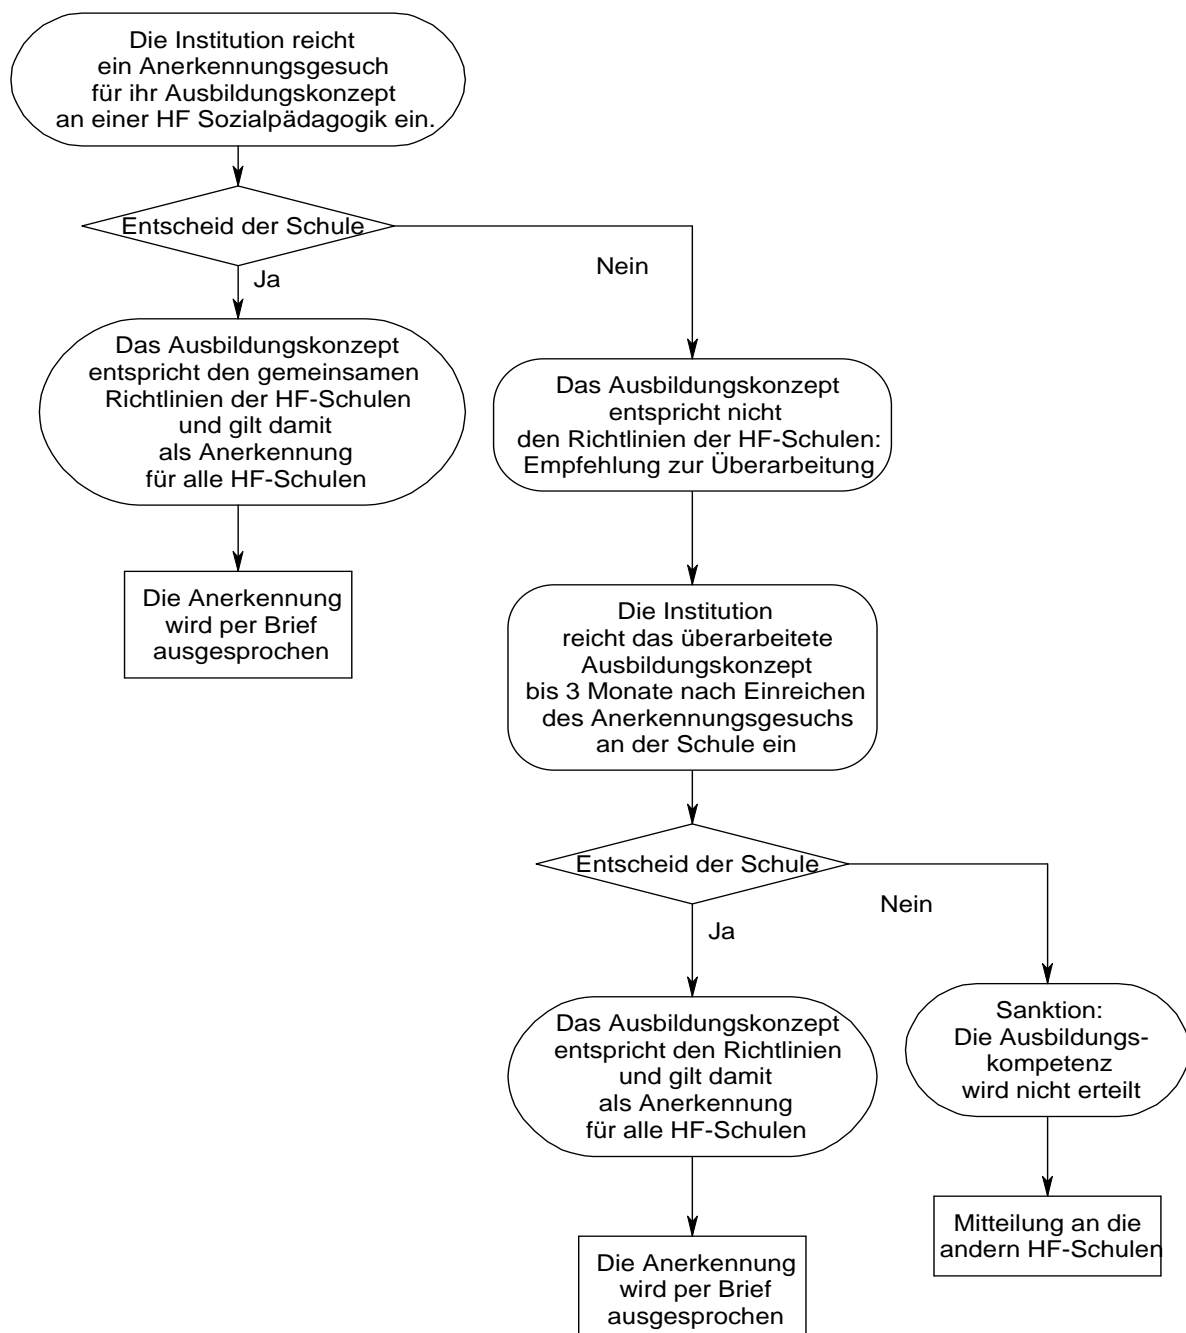 Die Institution reicht
ein Anerkennungsgesuch
für ihr Ausbildungskonzept
an einer HF Sozialpädagogik ein.
Entscheid der Schule
Ja
Nein
Das Ausbildungskonzept
entspricht den gemeinsamen
Richtlinien der HF-Schulen
und gilt damit
als Anerkennung
für alle HF-Schulen
Das Ausbildungskonzept
entspricht nicht
den Richtlinien der HF-Schulen:
Empfehlung zur Überarbeitung
Die Anerkennung
wird per Brief
ausgesprochen
Die Institution
reicht das überarbeitete
Ausbildungskonzept
bis 3 Monate nach Einreichen
des Anerkennungsgesuchs
an der Schule ein
Entscheid der Schule
Ja
Nein
Das Ausbildungskonzept
entspricht den Richtlinien
und gilt damit
als Anerkennung
für alle HF-Schulen
Sanktion:
Die Ausbildungs-
kompetenz
wird nicht erteilt
Die Anerkennung
wird per Brief
ausgesprochen
Mitteilung an die
andern HF-Schulen